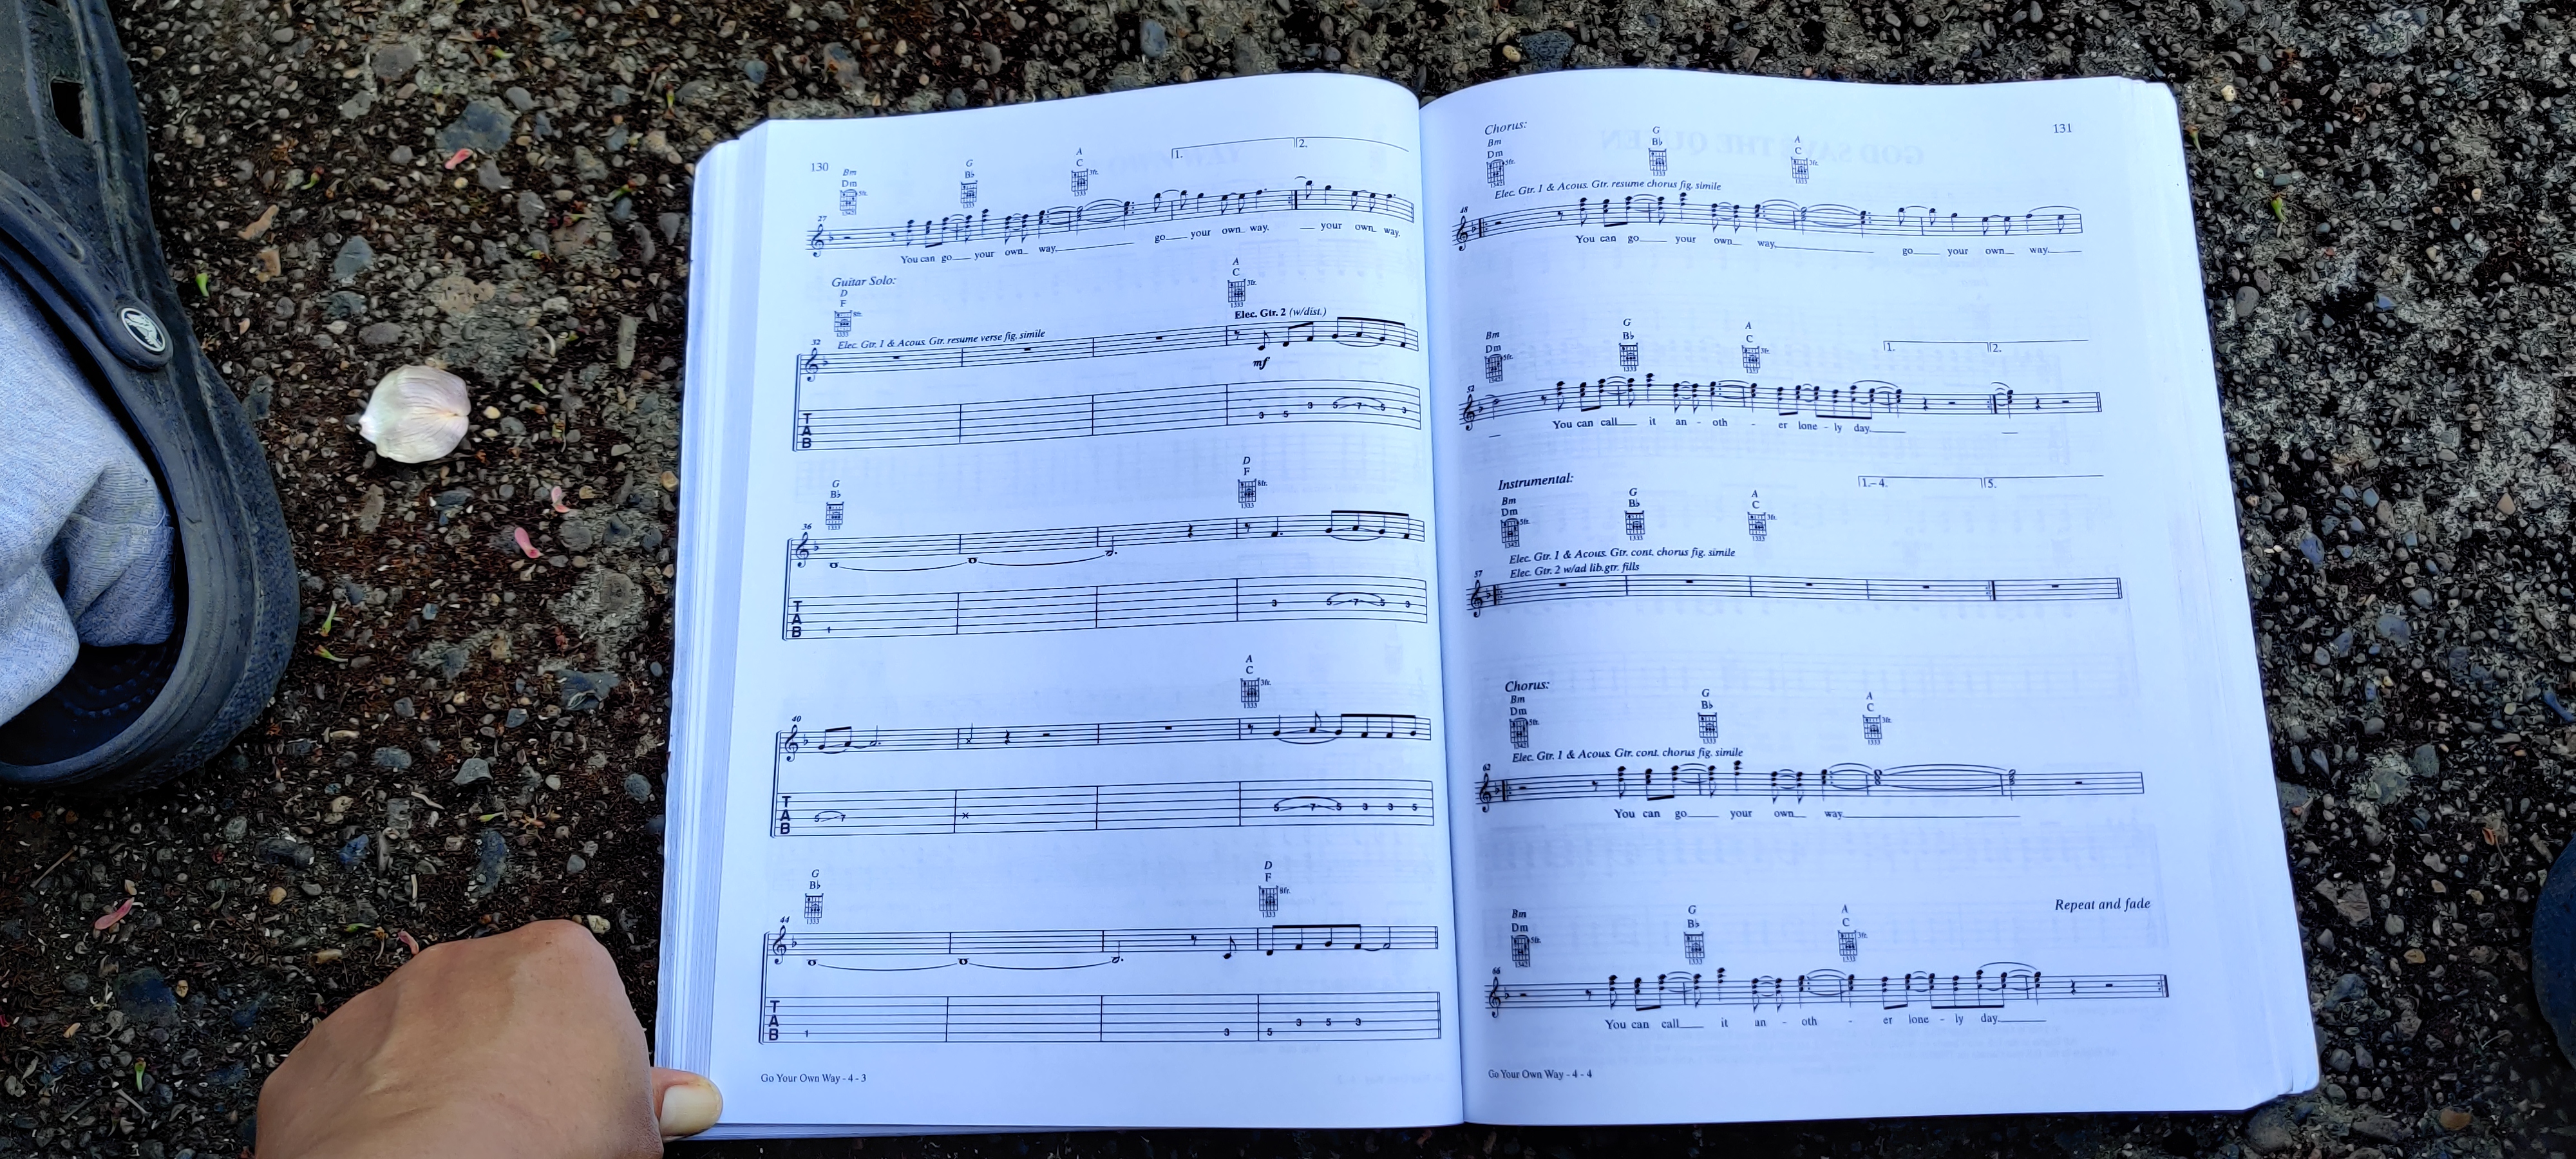 130
Bm G A
Dm B♭ C
5fr. 3fr.
1. 2.
27
You can go your own way, go your own way. your own way.
Guitar Solo:
D A
F C
8fr. 3fr.
Elec. Gtr. 2 (w/dist.)
Elec. Gtr. 1 & Acous. Gtr. resume verse fig. simile
32
mf
T
A
B
3 5 3 5 7 5 3
G D
B♭ F
8fr.
1333 1333
36
T
A
B
1 3 5 7 5 3
A
C
3fr.
1333
40
T
A
B
5 7 x 5 7 5 3 3 5
G D
B♭ F
8fr.
1333 1333
44
T
A
B
1 3 5 3 5 3
Go Your Own Way - 4 - 3
131
Chorus:
Bm G A
Dm B♭ C
5fr. 3fr.
Elec. Gtr. 1 & Acous. Gtr. resume chorus fig. simile
48
You can go your own way, go your own way.
Bm G A
Dm B♭ C
5fr. 3fr.
1. 2.
52
You can call it an - oth - er lone - ly day.
Instrumental:
Bm G A
Dm B♭ C
5fr. 3fr.
1.- 4. 5.
Elec. Gtr. 1 & Acous. Gtr. cont. chorus fig. simile
Elec. Gtr. 2 w/ad lib.gtr. fills
57
Chorus:
Bm G A
Dm B♭ C
5fr. 3fr.
Elec. Gtr. 1 & Acous. Gtr. cont. chorus fig. simile
62
You can go your own way.
Repeat and fade
Bm G A
Dm B♭ C
5fr. 3fr.
66
You can call it an - oth - er lone - ly day.
Go Your Own Way - 4 - 4